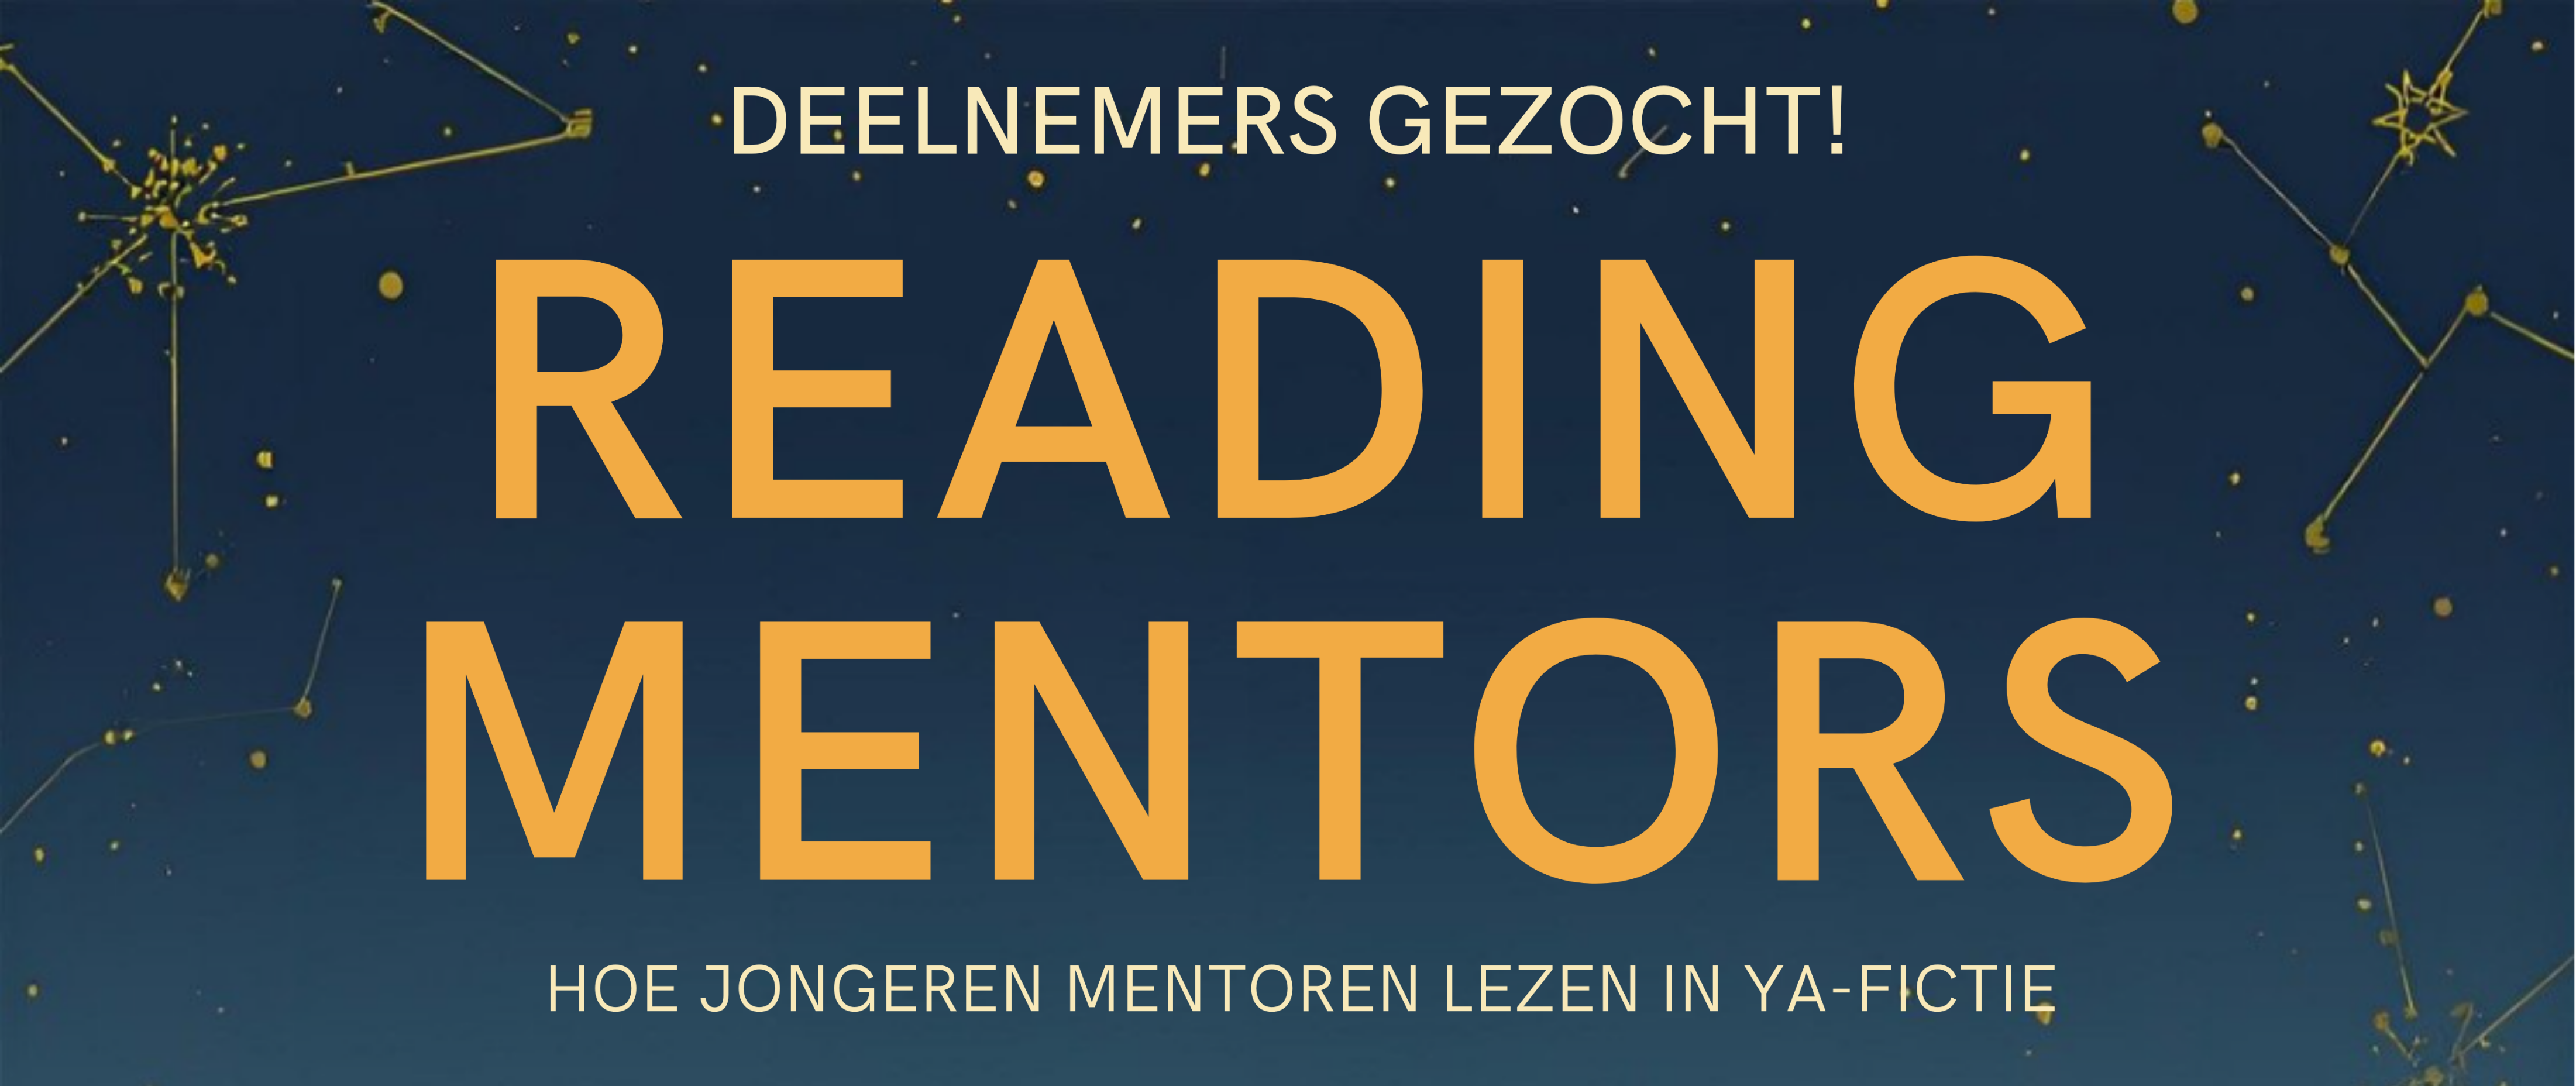 DEELNEMERS GEZOCHT!
READING
MENTORS
HOE JONGEREN MENTOREN LEZEN IN YA-FICTIE